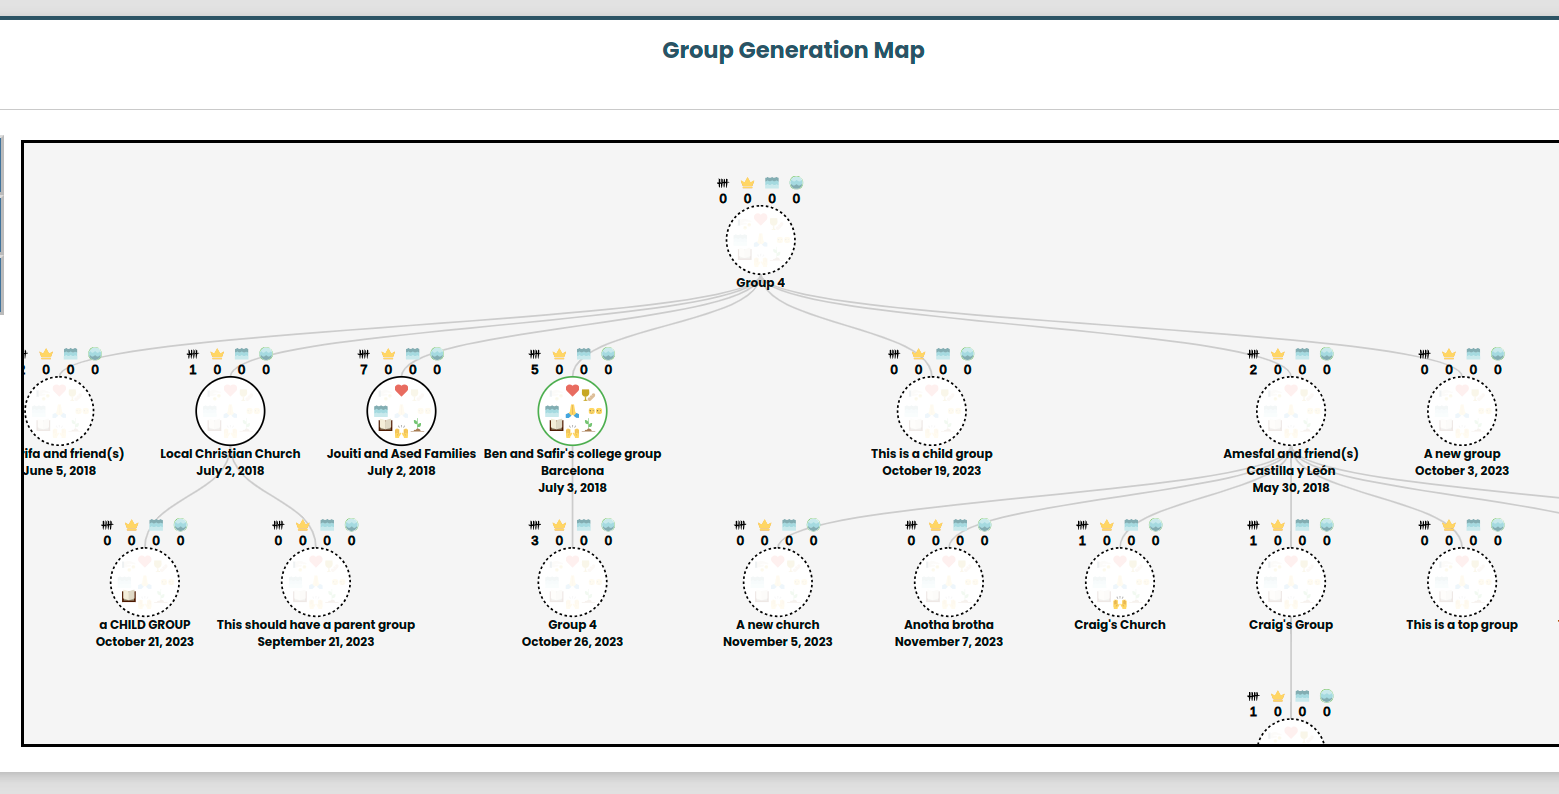 Group Generation Map
0 0 0 0
Group 4
0 0 0
1 0 0 0
7 0 0 0
5 0 0 0
0 0 0 0
2 0 0 0
0 0 0 0
ifa and friend(s)
June 5, 2018
Local Christian Church
July 2, 2018
Jouiti and Ased Families
July 2, 2018
Ben and Safir's college group
Barcelona
July 3, 2018
This is a child group
October 19, 2023
Amesfal and friend(s)
Castilla y León
May 30, 2018
A new group
October 3, 2023
0 0 0 0
0 0 0 0
3 0 0 0
0 0 0 0
0 0 0 0
1 0 0 0
1 0 0 0
0 0 0 0
a CHILD GROUP
October 21, 2023
This should have a parent group
September 21, 2023
Group 4
October 26, 2023
A new church
November 5, 2023
Anotha brotha
November 7, 2023
Craig's Church
Craig's Group
This is a top group
1 0 0 0